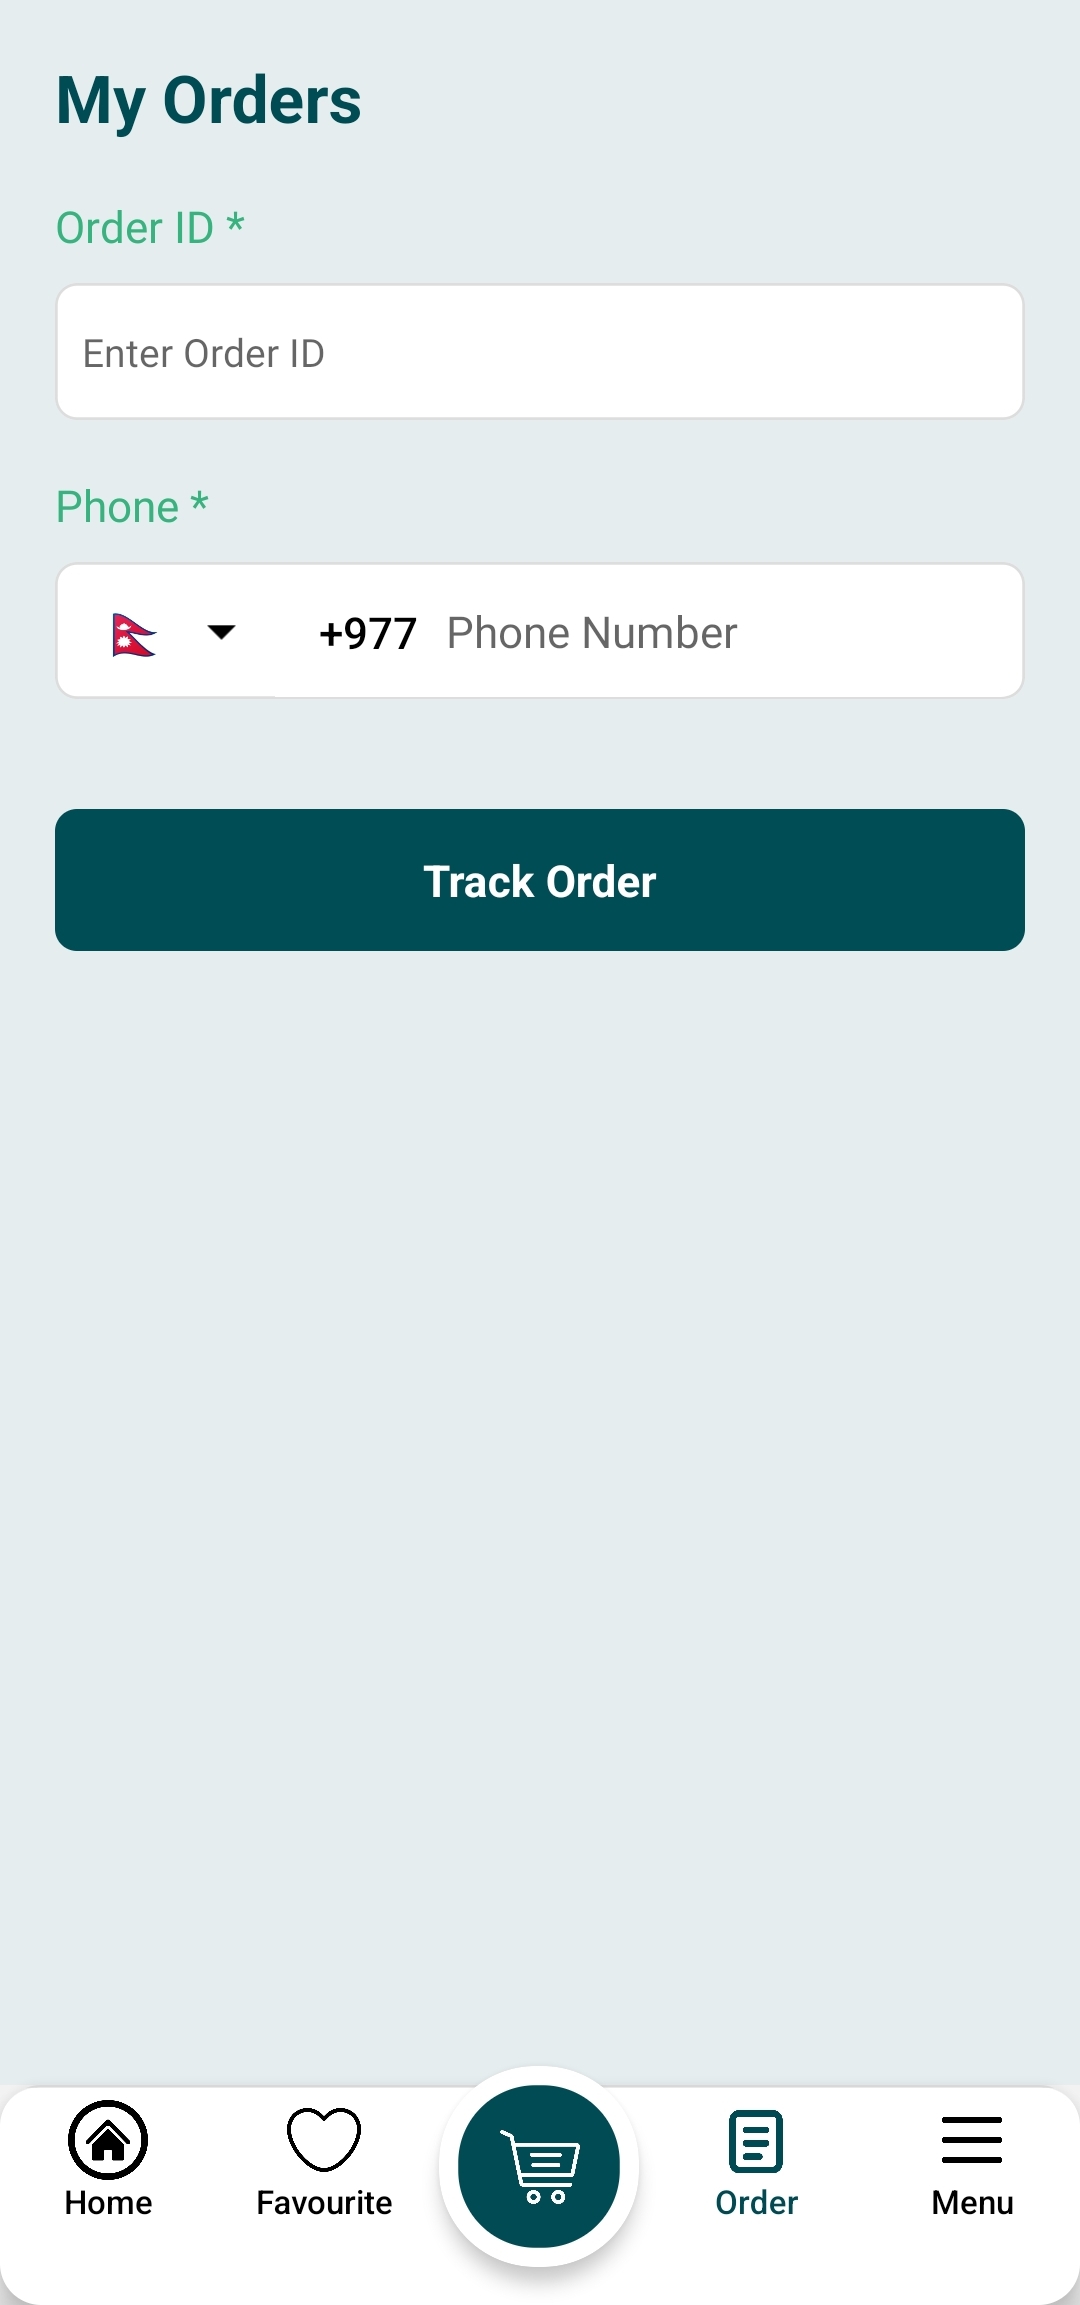 My Orders
Order ID *
Enter Order ID
Phone *
+977 Phone Number
Track Order
Home Favourite Order Menu